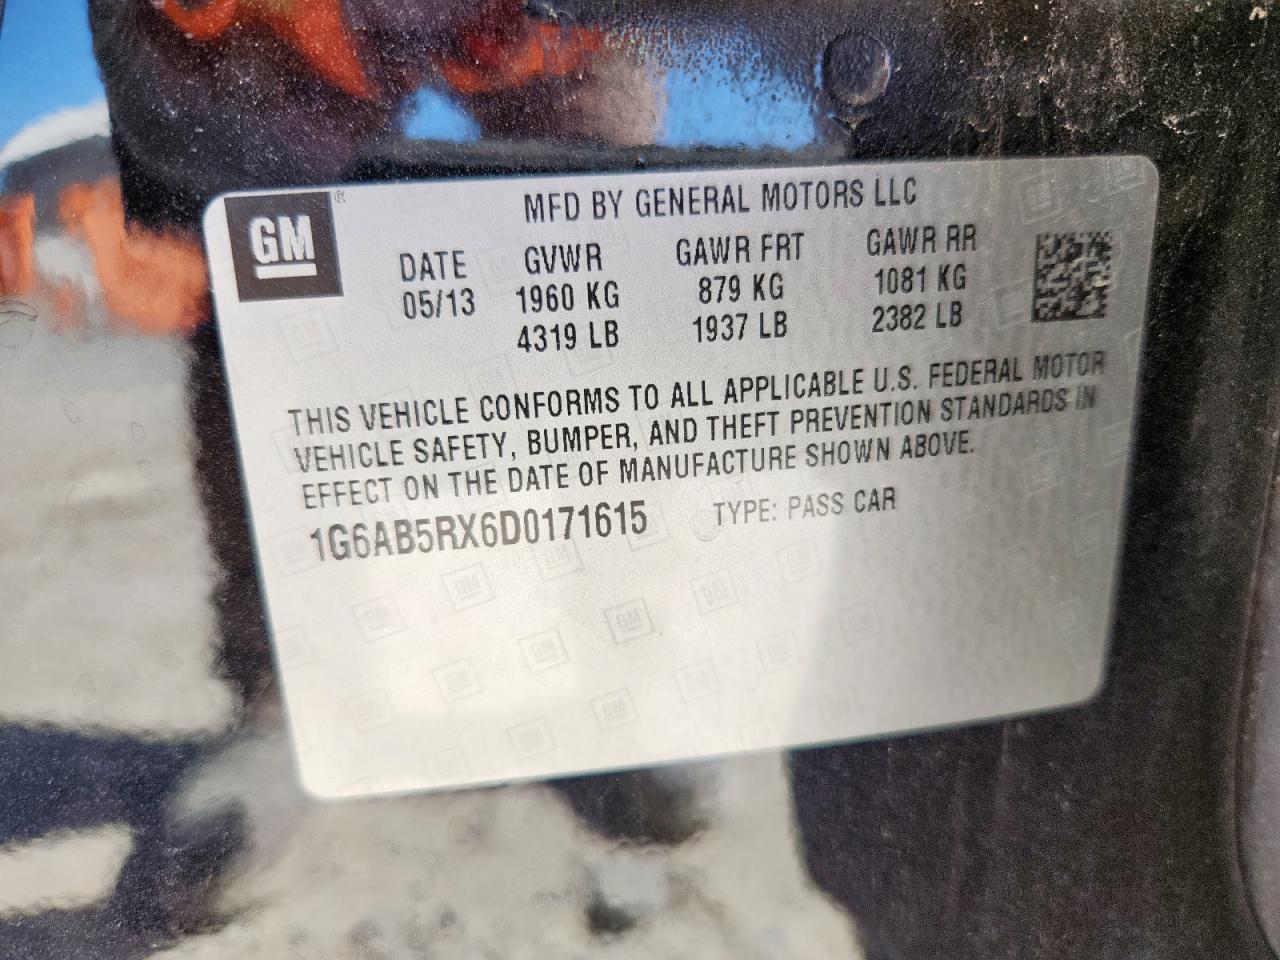 GM ®
MFD BY GENERAL MOTORS LLC
DATE GVWR GAWR FRT GAWR RR
05/13 1960 KG 879 KG 1081 KG
4319 LB 1937 LB 2382 LB
THIS VEHICLE CONFORMS TO ALL APPLICABLE U.S. FEDERAL MOTOR
VEHICLE SAFETY, BUMPER, AND THEFT PREVENTION STANDARDS IN
EFFECT ON THE DATE OF MANUFACTURE SHOWN ABOVE.
1G6AB5RX6D0171615 TYPE: PASS CAR